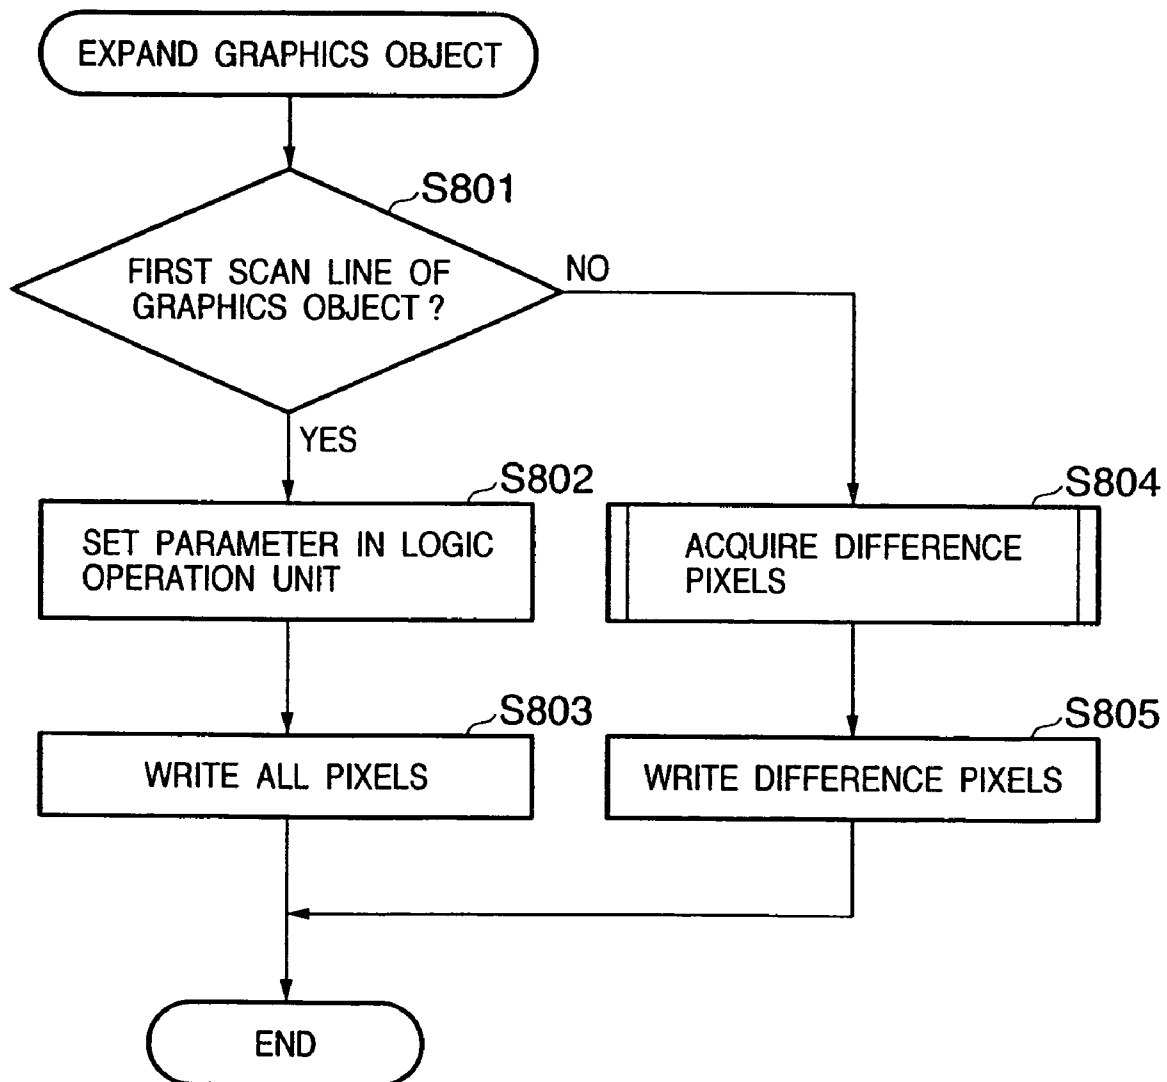 EXPAND GRAPHICS OBJECT
S801
FIRST SCAN LINE OF
GRAPHICS OBJECT ?
NO
YES
S802
SET PARAMETER IN LOGIC
OPERATION UNIT
S804
ACQUIRE DIFFERENCE
PIXELS
S803
WRITE ALL PIXELS
S805
WRITE DIFFERENCE PIXELS
END